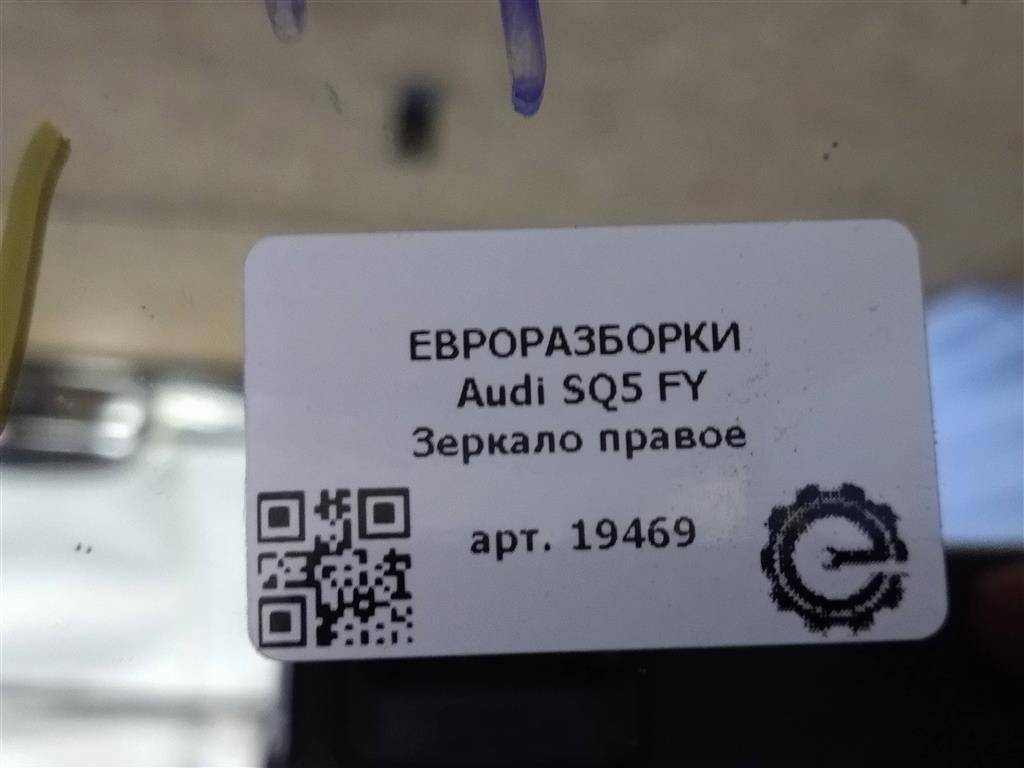 ЕВРОРАЗБОРКИ
Audi SQ5 FY
Зеркало правое
арт. 19469